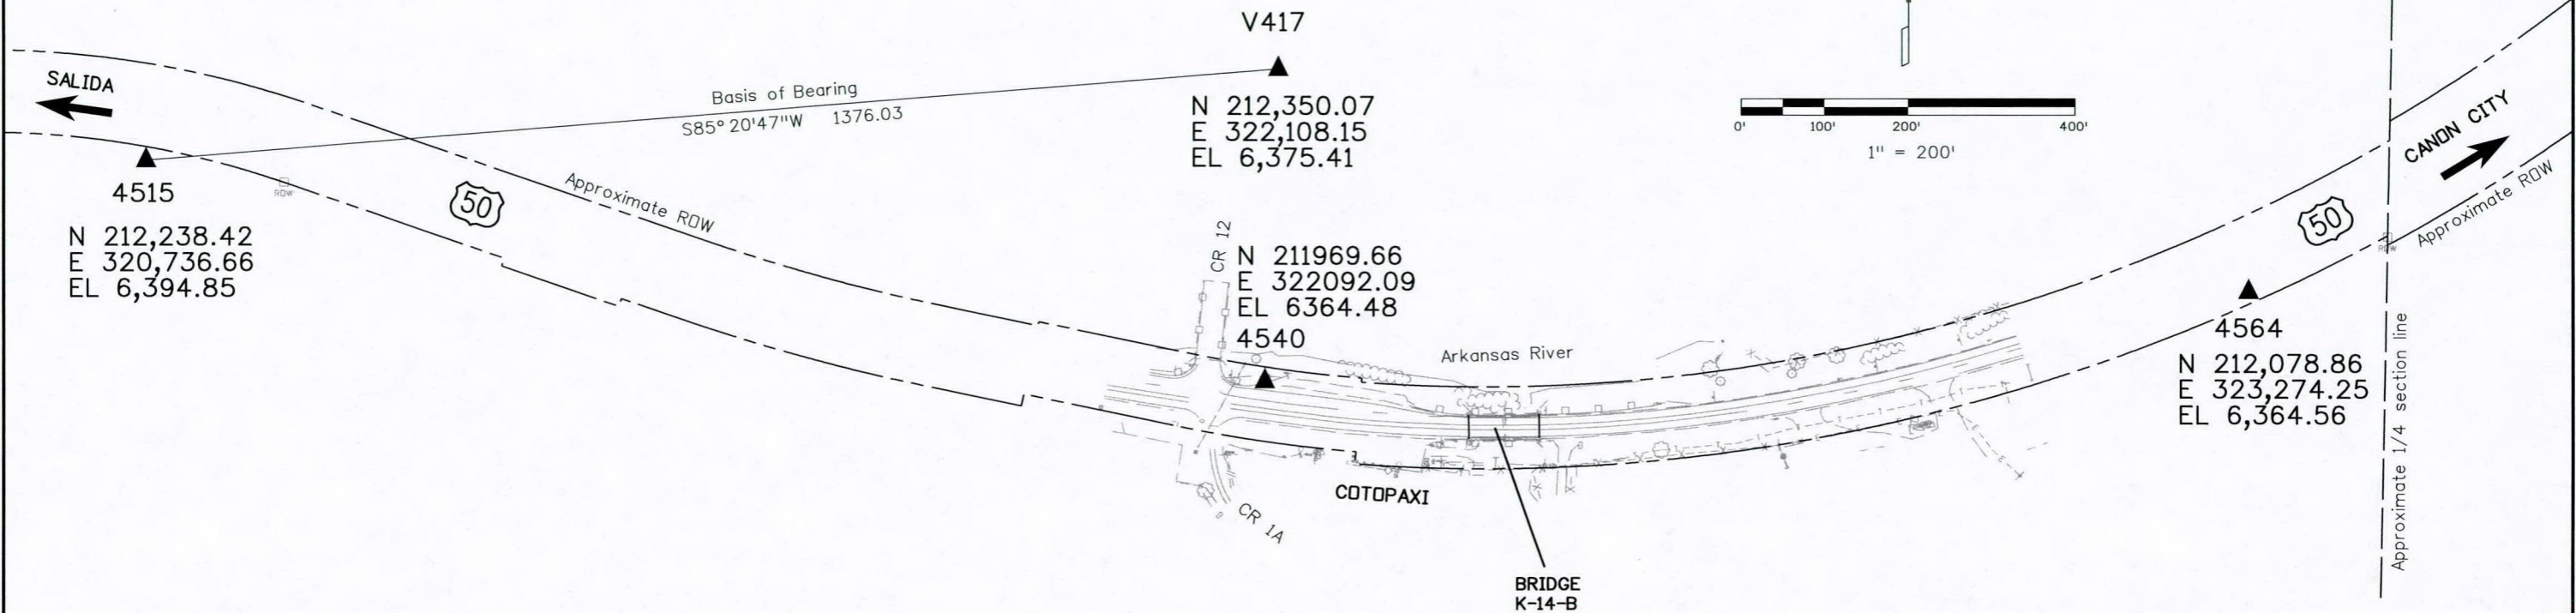 V417
SALIDA
Basis of Bearing
S85°20'47"W 1376.03
N 212,350.07
E 322,108.15
EL 6,375.41
0' 100' 200' 400'
1" = 200'
CANON CITY
4515
ROW
50
Approximate ROW
N 212,238.42
E 320,736.66
EL 6,394.85
CR 12
N 211969.66
E 322092.09
EL 6364.48
4540
Arkansas River
50
ROW
Approximate ROW
4564
N 212,078.86
E 323,274.25
EL 6,364.56
Approximate 1/4 section line
COTOPAXI
CR 1A
BRIDGE
K-14-B